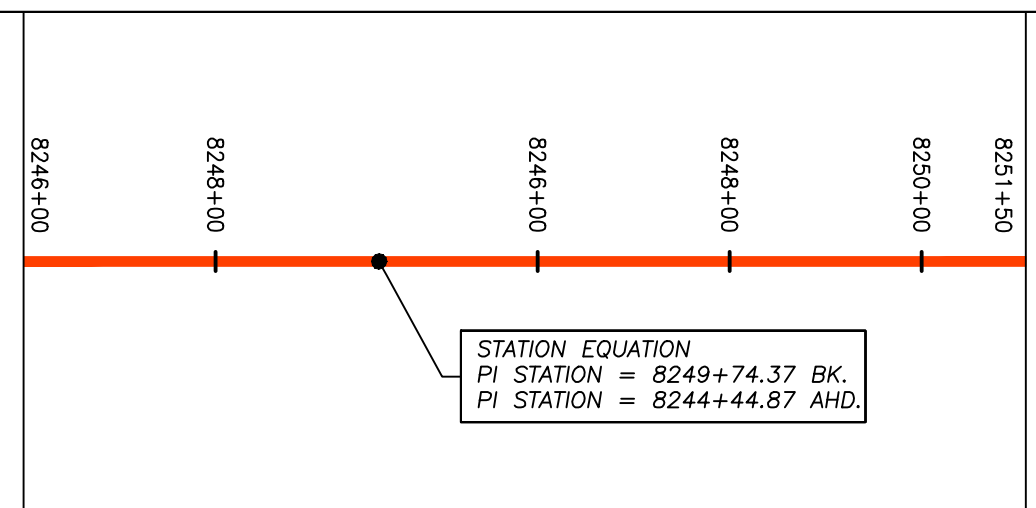 8246+00
8248+00
8246+00
8248+00
8250+00
8251+50
STATION EQUATION
PI STATION = 8249+74.37 BK.
PI STATION = 8244+44.87 AHD.